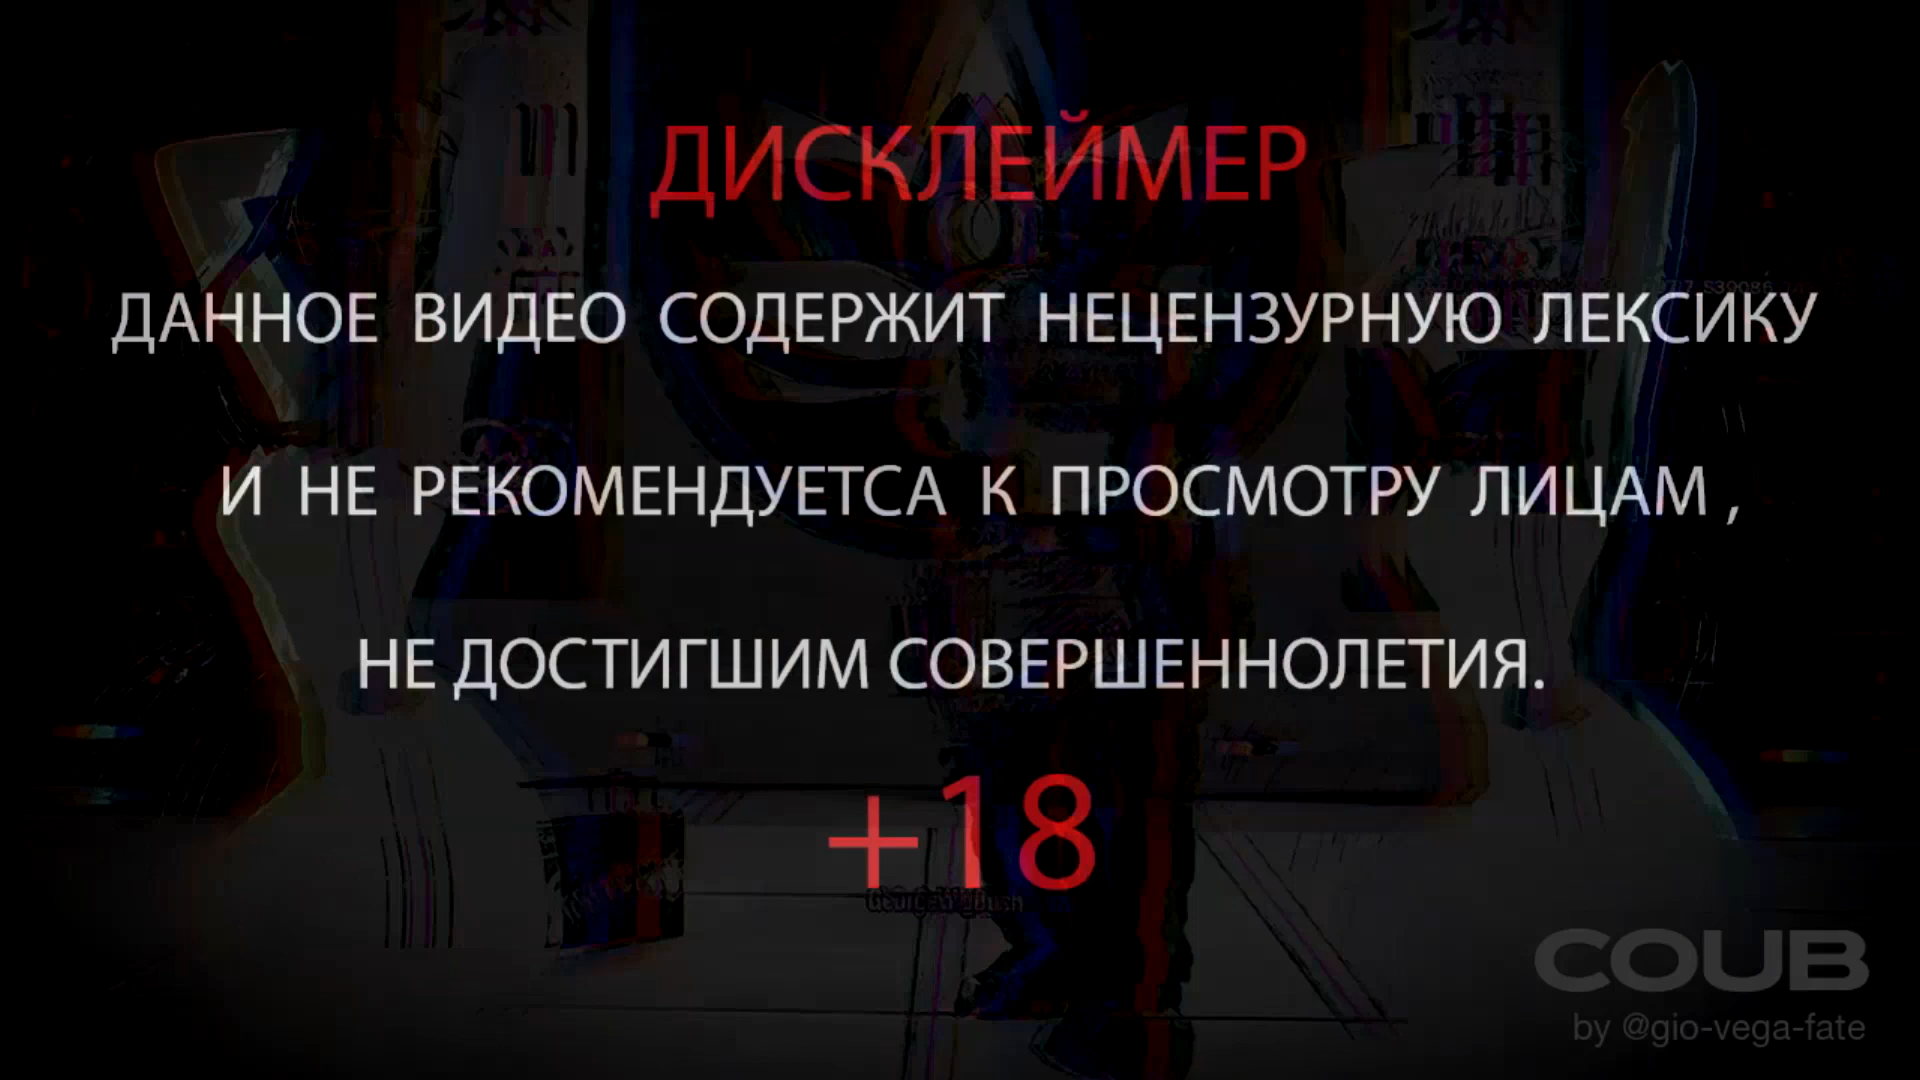 ДИСКЛЕЙМЕР
ДАННОЕ ВИДЕО СОДЕРЖИТ НЕЦЕНЗУРНУЮ ЛЕКСИКУ
И НЕ РЕКОМЕНДУЕТСА К ПРОСМОТРУ ЛИЦАМ ,
НЕ ДОСТИГШИМ СОВЕРШЕННОЛЕТИЯ.
+18
COUB
by @gio-vega-fate